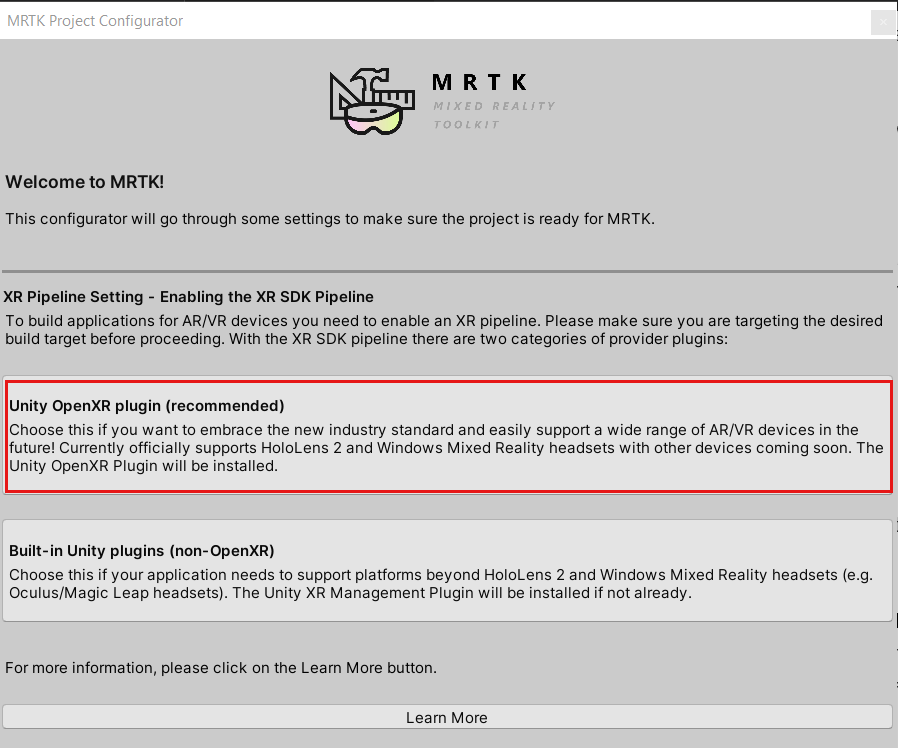 MRTK Project Configurator
MRTK
MIXED REALITY
TOOLKIT
Welcome to MRTK!
This configurator will go through some settings to make sure the project is ready for MRTK.
XR Pipeline Setting - Enabling the XR SDK Pipeline
To build applications for AR/VR devices you need to enable an XR pipeline. Please make sure you are targeting the desired
build target before proceeding. With the XR SDK pipeline there are two categories of provider plugins:
Unity OpenXR plugin (recommended)
Choose this if you want to embrace the new industry standard and easily support a wide range of AR/VR devices in the
future! Currently officially supports HoloLens 2 and Windows Mixed Reality headsets with other devices coming soon. The
Unity OpenXR Plugin will be installed.
Built-in Unity plugins (non-OpenXR)
Choose this if your application needs to support platforms beyond HoloLens 2 and Windows Mixed Reality headsets (e.g.
Oculus/Magic Leap headsets). The Unity XR Management Plugin will be installed if not already.
For more information, please click on the Learn More button.
Learn More